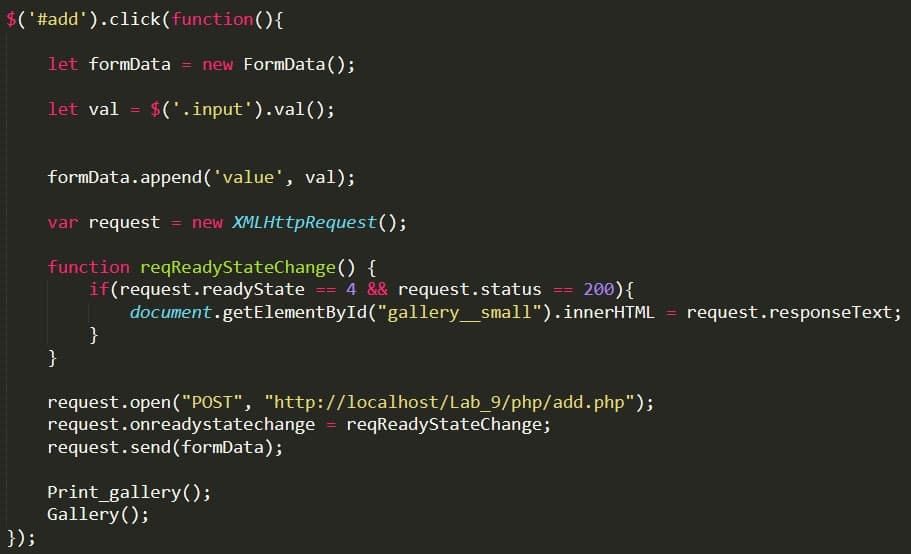 $('#add').click(function(){
let formData = new FormData();
let val = $('.input').val();
formData.append('value', val);
var request = new XMLHttpRequest();
function reqReadyStateChange() {
if(request.readyState == 4 && request.status == 200){
document.getElementById("gallery__small").innerHTML = request.responseText;
}
}
request.open("POST", "http://localhost/Lab_9/php/add.php");
request.onreadystatechange = reqReadyStateChange;
request.send(formData);
Print_gallery();
Gallery();
});